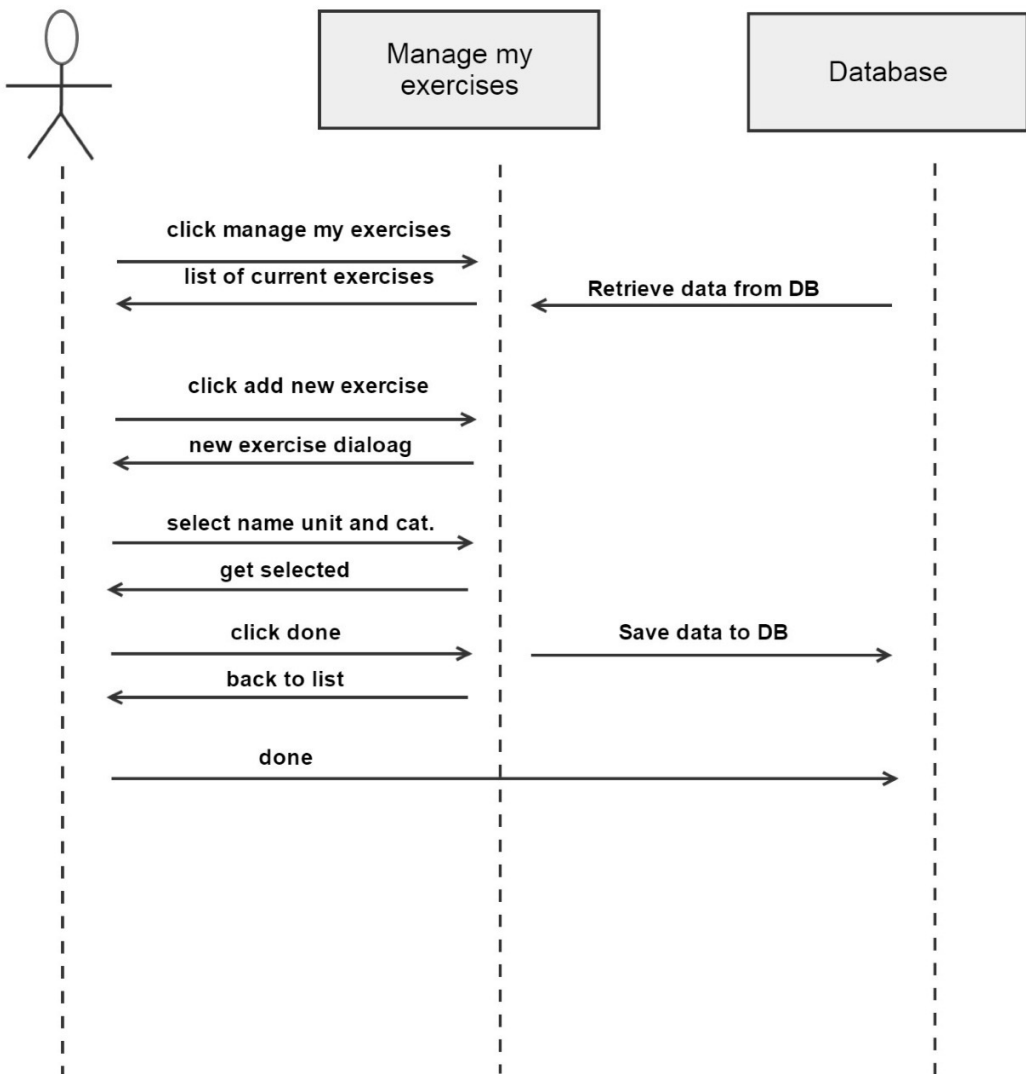 Manage my
exercises
Database
click manage my exercises
list of current exercises
Retrieve data from DB
click add new exercise
new exercise dialoag
select name unit and cat.
get selected
click done
Save data to DB
back to list
done